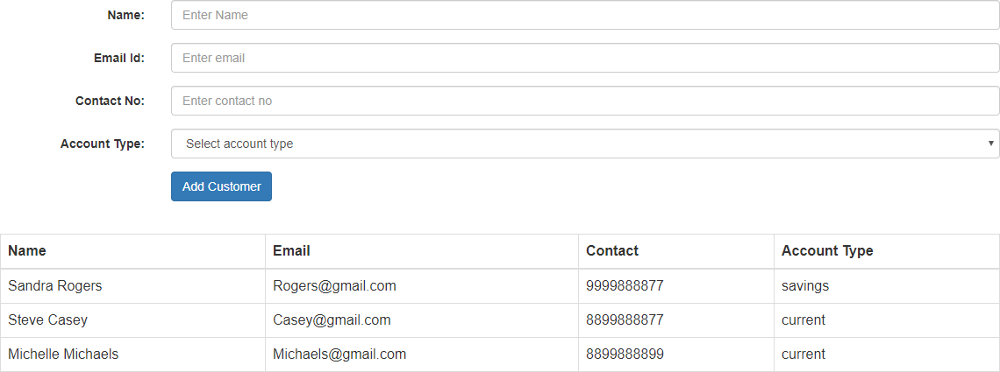 Name: Enter Name
Email Id: Enter email
Contact No: Enter contact no
Account Type: Select account type
Add Customer
Name Email Contact Account Type
Sandra Rogers Rogers@gmail.com 9999888877 savings
Steve Casey Casey@gmail.com 8899888877 current
Michelle Michaels Michaels@gmail.com 8899888899 current